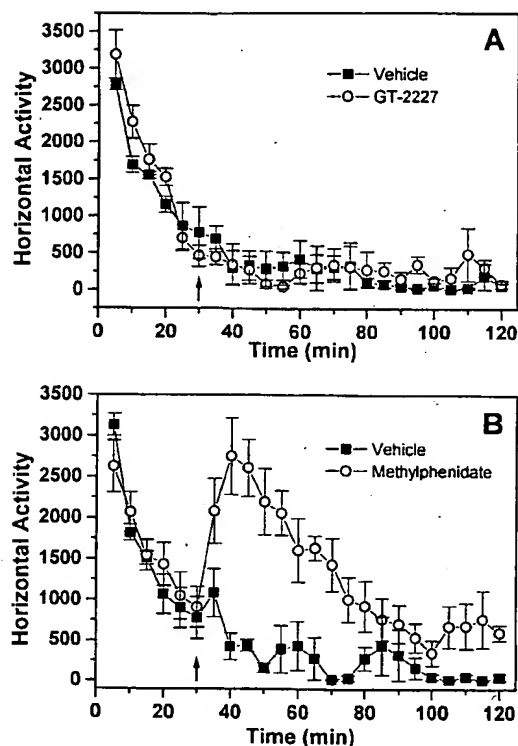 A
Vehicle
GT-2227
Horizontal Activity
3500
3000
2500
2000
1500
1000
500
0
0 20 40 60 80 100 120
Time (min)
B
Vehicle
Methylphenidate
Horizontal Activity
3500
3000
2500
2000
1500
1000
500
0
0 20 40 60 80 100 120
Time (min)